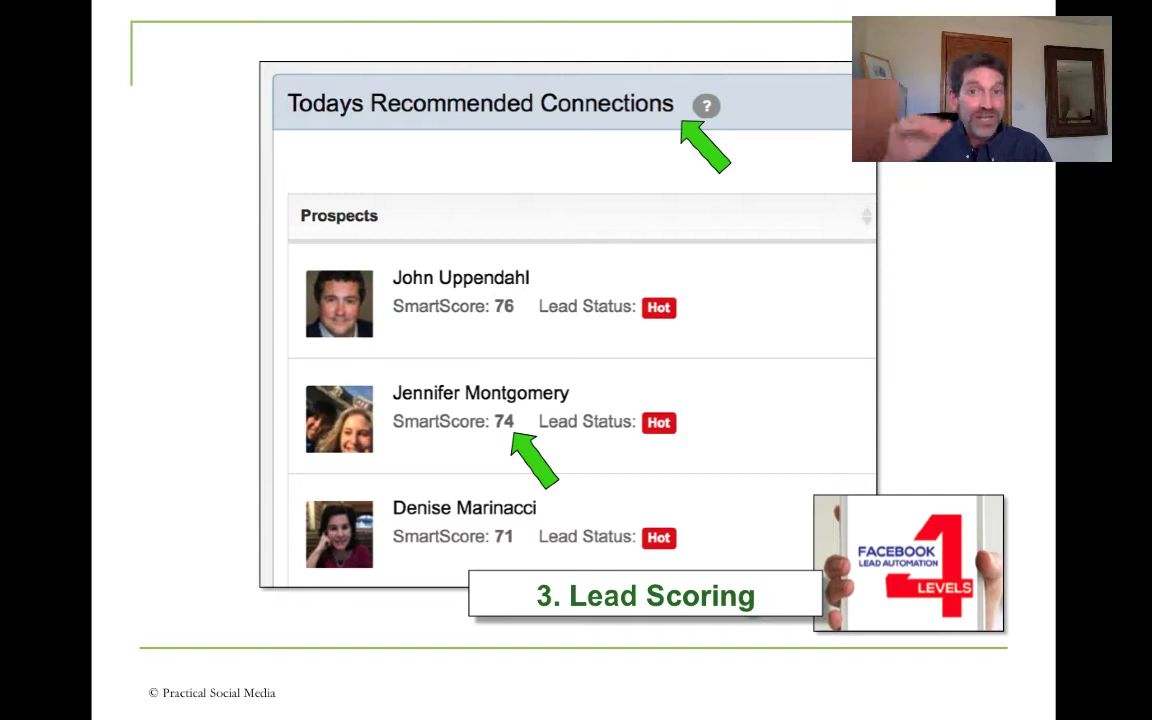 Todays Recommended Connections ?
Prospects
John Uppendahl
SmartScore: 76 Lead Status: Hot
Jennifer Montgomery
SmartScore: 74 Lead Status: Hot
Denise Marinacci
SmartScore: 71 Lead Status: Hot
3. Lead Scoring
4
FACEBOOK
LEAD AUTOMATION
LEVELS
© Practical Social Media